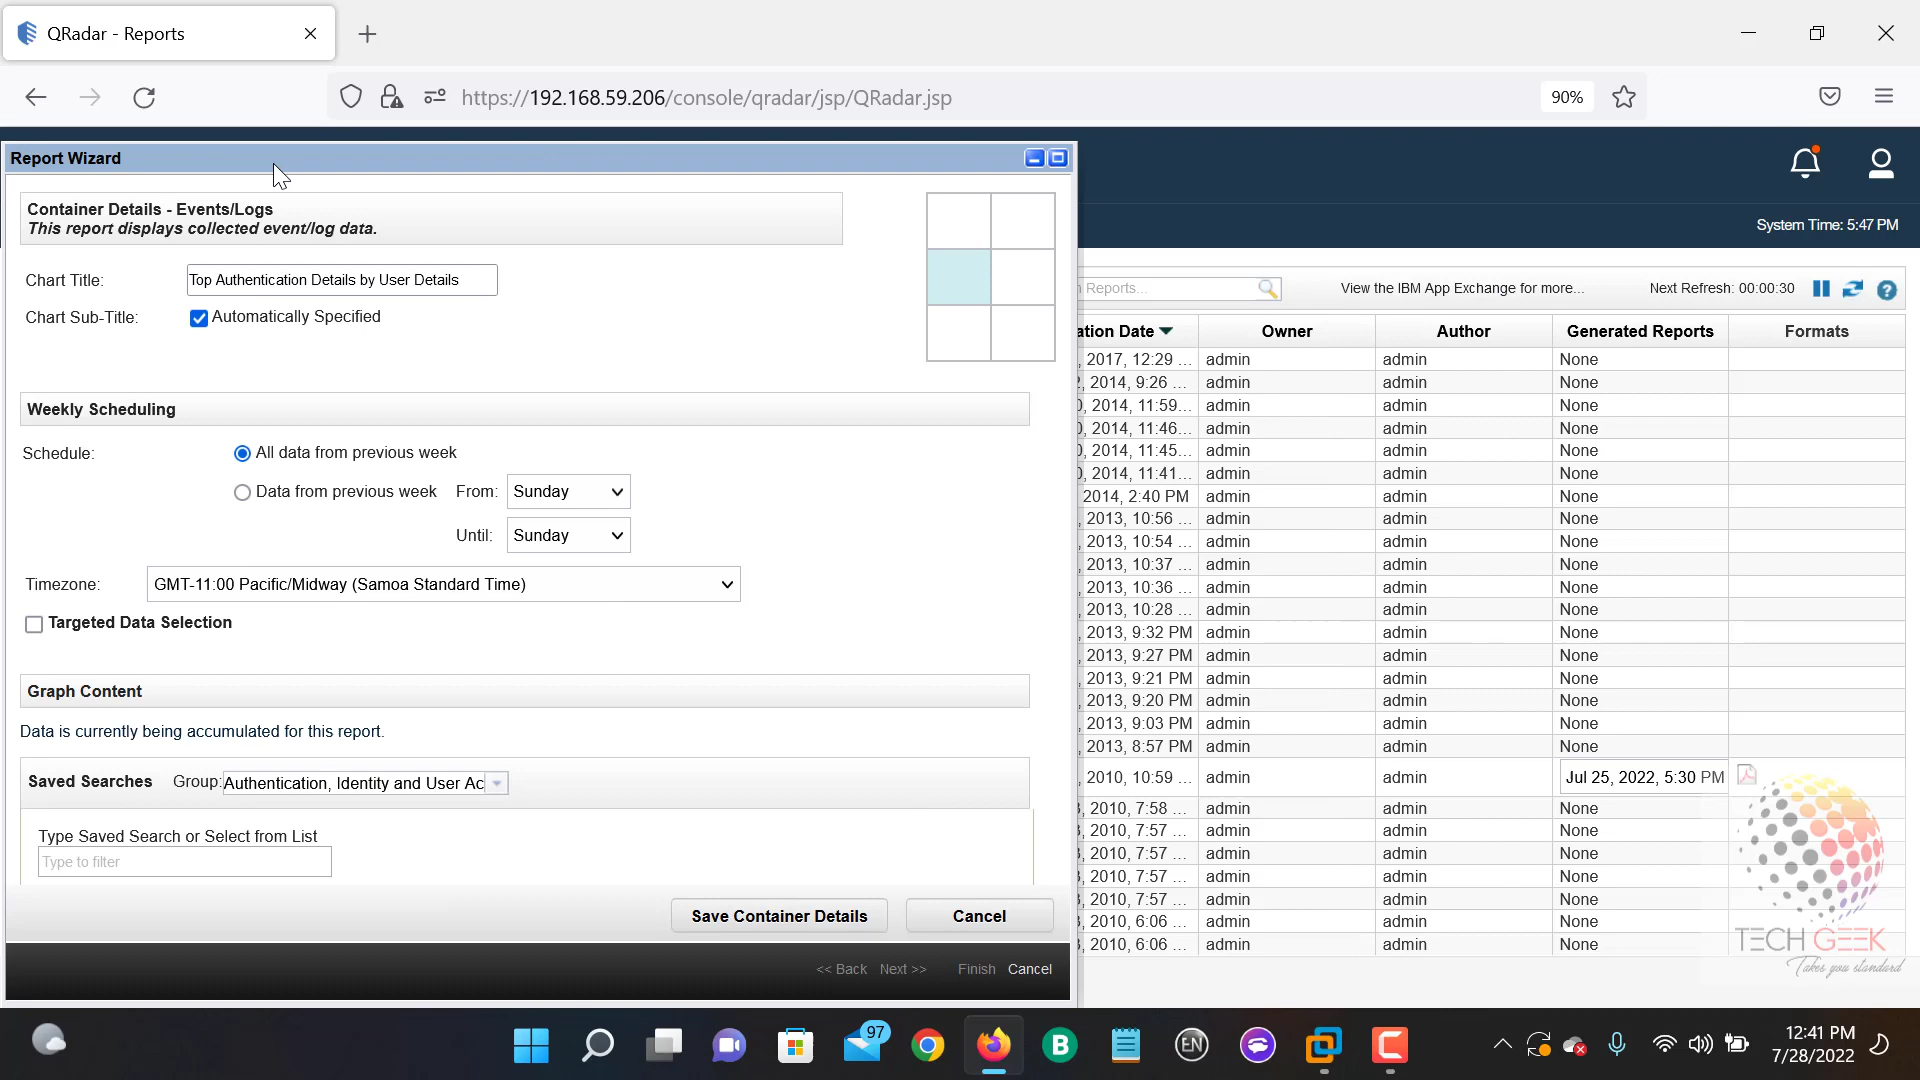 QRadar - Reports
https://192.168.59.206/console/qradar/jsp/QRadar.jsp
90%
Report Wizard
System Time: 5:47 PM
Container Details - Events/Logs
This report displays collected event/log data.
Chart Title:
Top Authentication Details by User Details
Chart Sub-Title:
Automatically Specified
Reports...
View the IBM App Exchange for more...
Next Refresh: 00:00:30
ation Date
Owner
Author
Generated Reports
Formats
, 2017, 12:29 ...
admin
admin
None
2, 2014, 9:26 ...
admin
admin
None
0, 2014, 11:59...
admin
admin
None
0, 2014, 11:46...
admin
admin
None
0, 2014, 11:45...
admin
admin
None
0, 2014, 11:41...
admin
admin
None
2014, 2:40 PM
admin
admin
None
, 2013, 10:56 ...
admin
admin
None
, 2013, 10:54 ...
admin
admin
None
, 2013, 10:37 ...
admin
admin
None
, 2013, 10:36 ...
admin
admin
None
, 2013, 10:28 ...
admin
admin
None
, 2013, 9:32 PM
admin
admin
None
, 2013, 9:27 PM
admin
admin
None
, 2013, 9:21 PM
admin
admin
None
, 2013, 9:20 PM
admin
admin
None
, 2013, 9:03 PM
admin
admin
None
, 2013, 8:57 PM
admin
admin
None
, 2010, 10:59 ...
admin
admin
Jul 25, 2022, 5:30 PM
3, 2010, 7:58 ...
admin
admin
None
3, 2010, 7:57 ...
admin
admin
None
3, 2010, 7:57 ...
admin
admin
None
3, 2010, 7:57 ...
admin
admin
None
3, 2010, 7:57 ...
admin
admin
None
3, 2010, 6:06 ...
admin
admin
None
3, 2010, 6:06 ...
admin
admin
None
Weekly Scheduling
Schedule:
All data from previous week
Data from previous week
From:
Sunday
Until:
Sunday
Timezone:
GMT-11:00 Pacific/Midway (Samoa Standard Time)
Targeted Data Selection
Graph Content
Data is currently being accumulated for this report.
Saved Searches
Group:
Authentication, Identity and User Ac
Type Saved Search or Select from List
Type to filter
Save Container Details
Cancel
<< Back
Next >>
Finish
Cancel
TECH GEEK
Takes you standard
97
B
EN
C
12:41 PM
7/28/2022